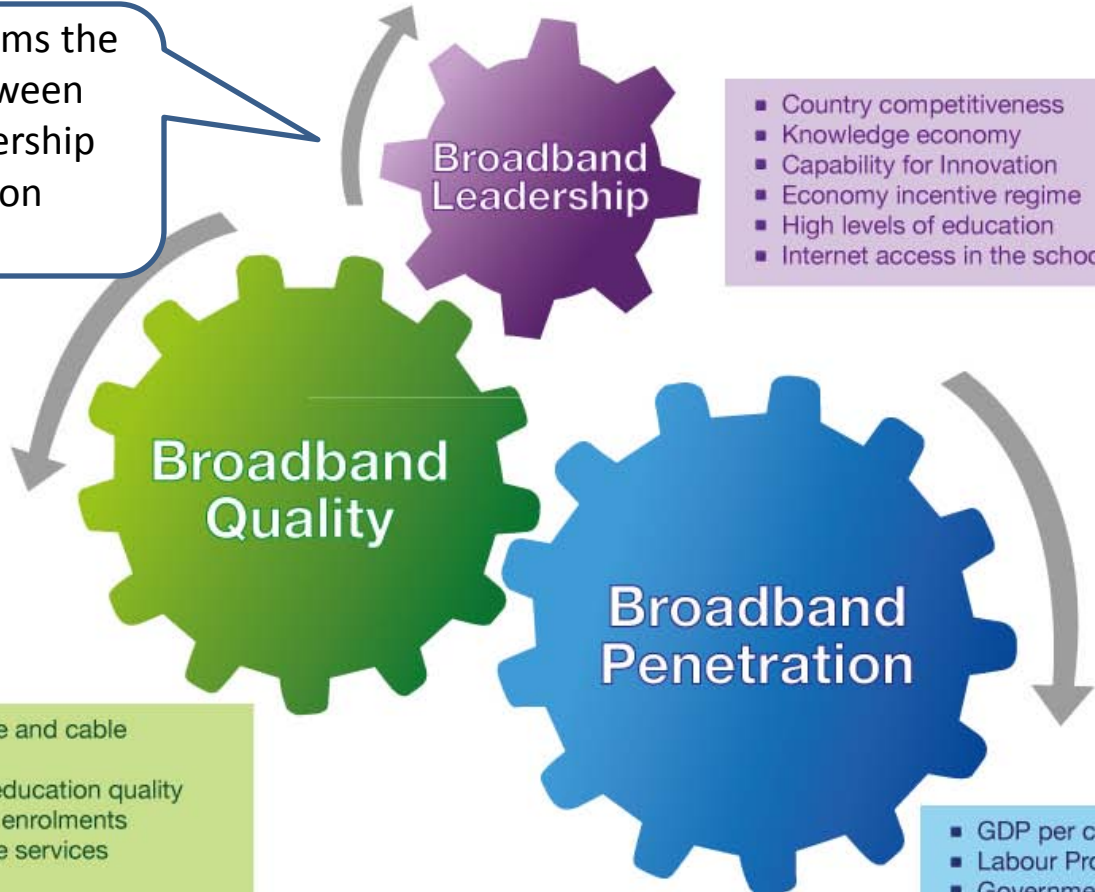 ms the
ween
ership
on
Broadband
Leadership
■ Country competitiveness
■ Knowledge economy
■ Capability for Innovation
■ Economy incentive regime
■ High levels of education
■ Internet access in the schoo
Broadband
Quality
Broadband
Penetration
e and cable
education quality
enrolments
e services
■ GDP per c
■ Labour Pro
■ Governme